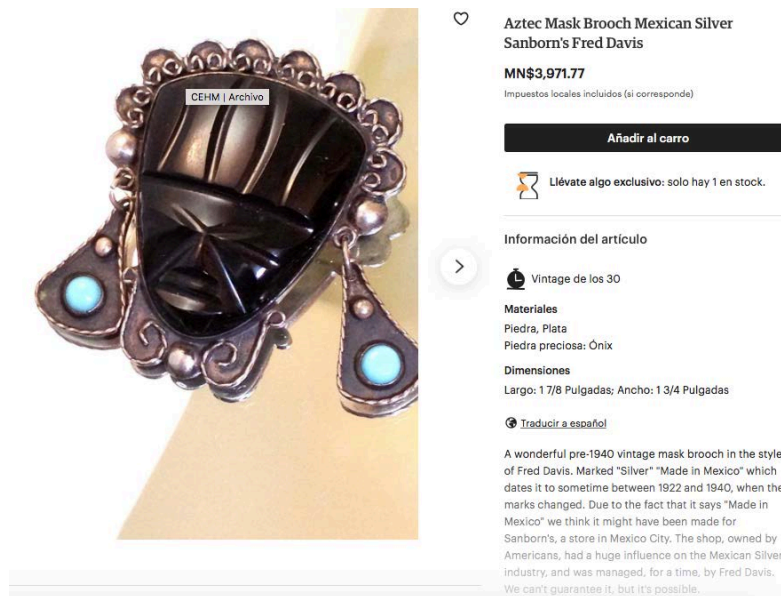 CEHM | Archivo
Aztec Mask Brooch Mexican Silver
Sanborn's Fred Davis
MN$3,971.77
Impuestos locales incluidos (si corresponde)
Añadir al carro
Llévate algo exclusivo: solo hay 1 en stock.
Información del artículo
Vintage de los 30
Materiales
Piedra, Plata
Piedra preciosa: Ónix
Dimensiones
Largo: 1 7/8 Pulgadas; Ancho: 1 3/4 Pulgadas
Traducir a español
A wonderful pre-1940 vintage mask brooch in the style
of Fred Davis. Marked "Silver" "Made in Mexico" which
dates it to sometime between 1922 and 1940, when the
marks changed. Due to the fact that it says "Made in
Mexico" we think it might have been made for
Sanborn's, a store in Mexico City. The shop, owned by
Americans, had a huge influence on the Mexican Silver
industry, and was managed, for a time, by Fred Davis.
We can't guarantee it, but it's possible.